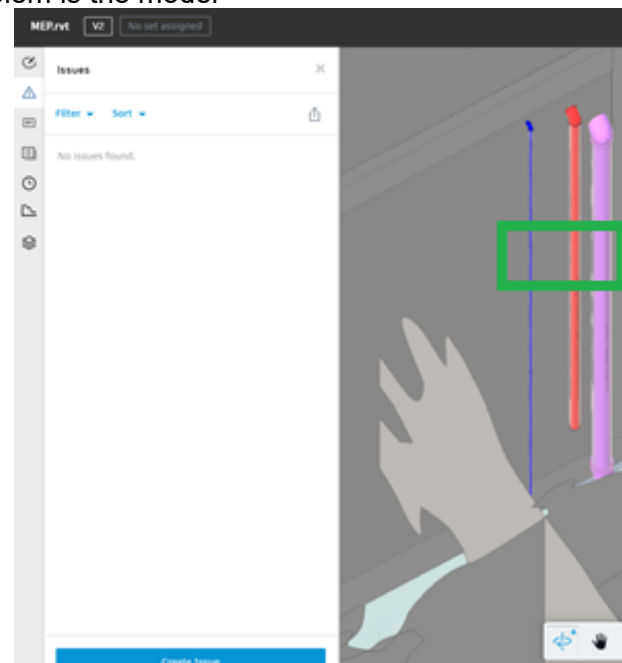 MEP.rvt V2 No set assigned
Issues
Filter Sort
No issues found.
Create Issue